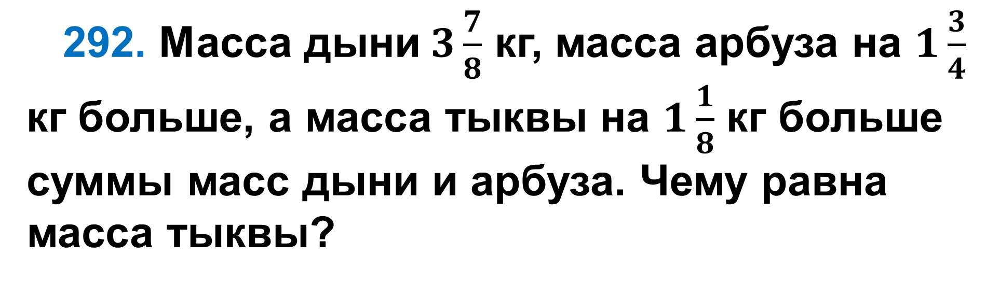 292. Масса дыни 3 7/8 кг, масса арбуза на 1 3/4
кг больше, а масса тыквы на 1 1/8 кг больше
суммы масс дыни и арбуза. Чему равна
масса тыквы?